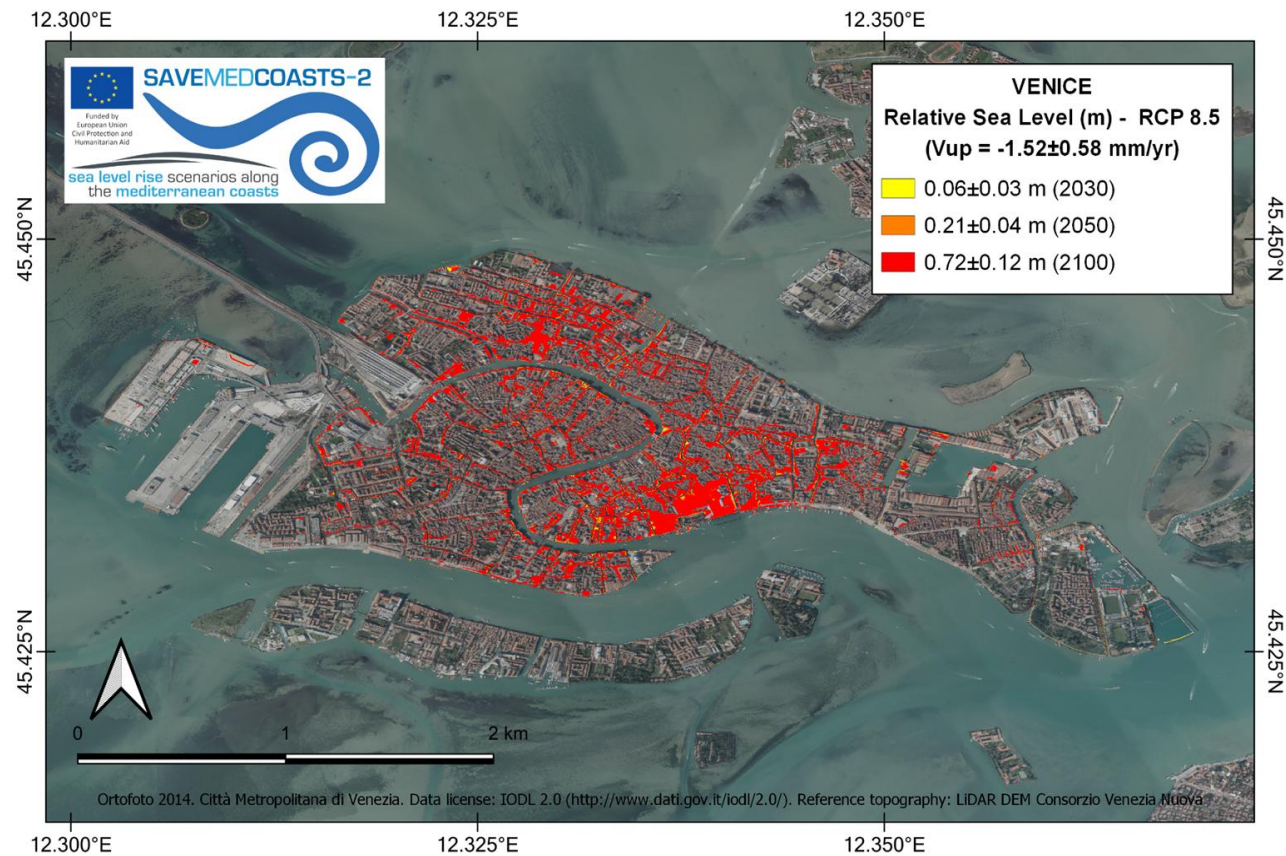 12.300°E
12.325°E
12.350°E
SAVEMEDCOASTS-2
Funded by
European Union
Civil Protection and
Humanitarian Aid
sea level rise scenarios along
the mediterranean coasts
VENICE
Relative Sea Level (m) - RCP 8.5
(Vup = -1.52±0.58 mm/yr)
0.06±0.03 m (2030)
0.21±0.04 m (2050)
0.72±0.12 m (2100)
45.450°N
45.450°N
45.425°N
45.425°N
0
1
2 km
Ortofoto 2014. Città Metropolitana di Venezia. Data license: IODL 2.0 (http://www.dati.gov.it/iodl/2.0/). Reference topography: LiDAR DEM Consorzio Venezia Nuova
12.300°E
12.325°E
12.350°E